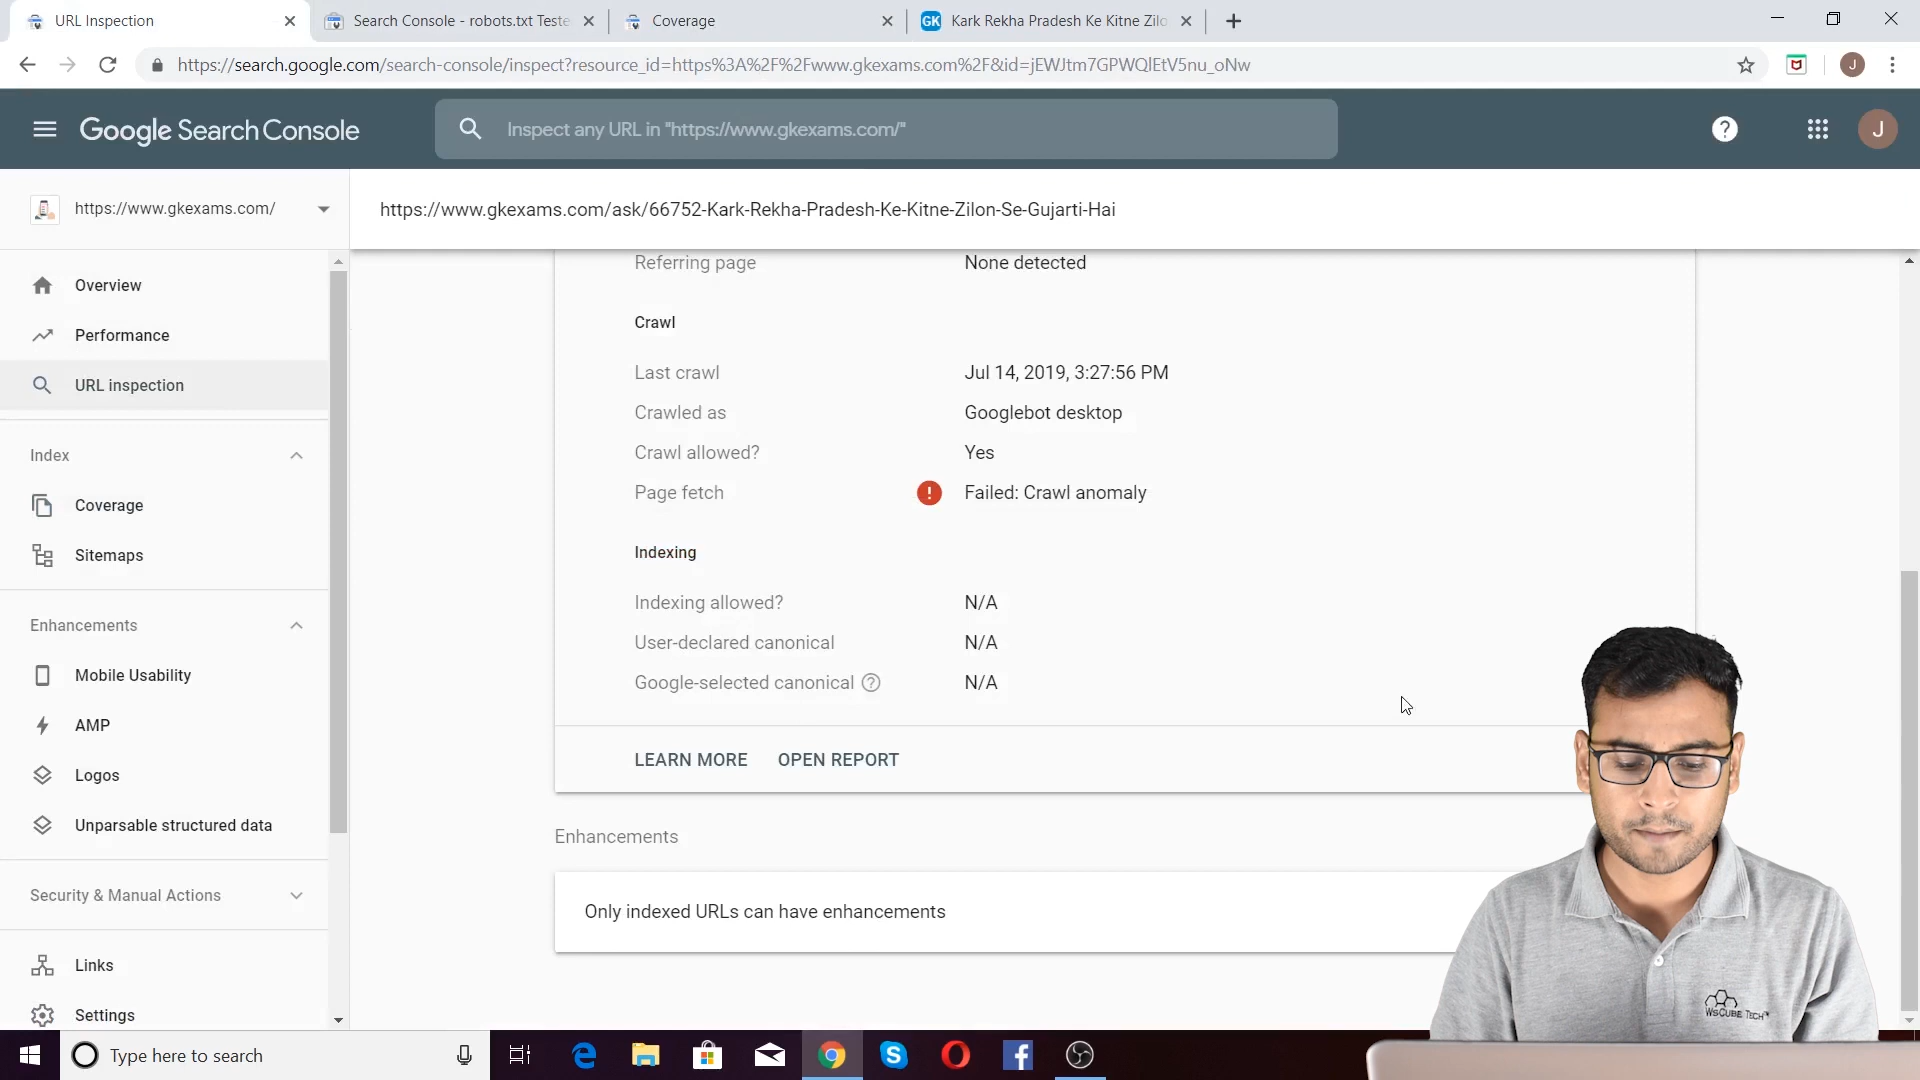 URL Inspection
Search Console - robots.txt Teste
Coverage
GK
Kark Rekha Pradesh Ke Kitne Zilo
https://search.google.com/search-console/inspect?resource_id=https%3A%2F%2Fwww.gkexams.com%2F&id=jEWJtm7GPWQlEtV5nu_oNw
J
Google Search Console
Inspect any URL in "https://www.gkexams.com/"
?
J
https://www.gkexams.com/
https://www.gkexams.com/ask/66752-Kark-Rekha-Pradesh-Ke-Kitne-Zilon-Se-Gujarti-Hai
Overview
Performance
URL inspection
Index
Coverage
Sitemaps
Enhancements
Mobile Usability
AMP
Logos
Unparsable structured data
Security & Manual Actions
Links
Settings
Referring page None detected
Crawl
Last crawl Jul 14, 2019, 3:27:56 PM
Crawled as Googlebot desktop
Crawl allowed? Yes
Page fetch ! Failed: Crawl anomaly
Indexing
Indexing allowed? N/A
User-declared canonical N/A
Google-selected canonical ? N/A
LEARN MORE OPEN REPORT
Enhancements
Only indexed URLs can have enhancements
WsCUBE TECH™
Type here to search